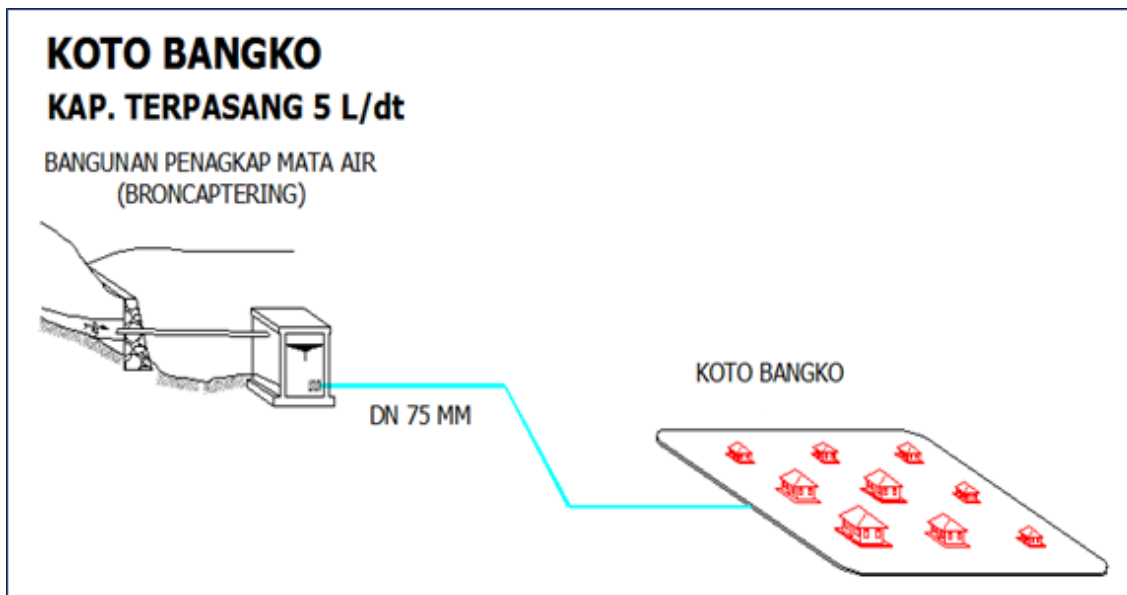 KOTO BANGKO
KAP. TERPASANG 5 L/dt
BANGUNAN PENAGKAP MATA AIR
(BRONCAPTERING)
KOTO BANGKO
DN 75 MM